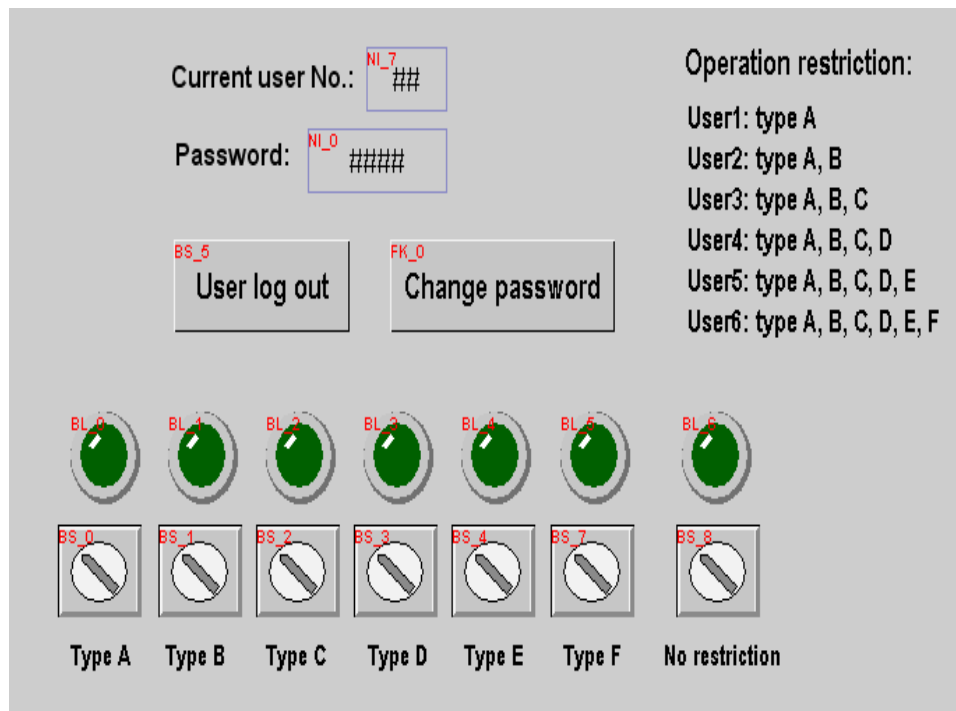 NI_7
Current user No.: ##
NI_0
Password: ####
Operation restriction:
User1: type A
User2: type A, B
User3: type A, B, C
User4: type A, B, C, D
User5: type A, B, C, D, E
User6: type A, B, C, D, E, F
BS_5
User log out
FK_0
Change password
BL_0 BL_1 BL_2 BL_3 BL_4 BL_5 BL_6
BS_0 BS_1 BS_2 BS_3 BS_4 BS_7 BS_8
Type A Type B Type C Type D Type E Type F No restriction